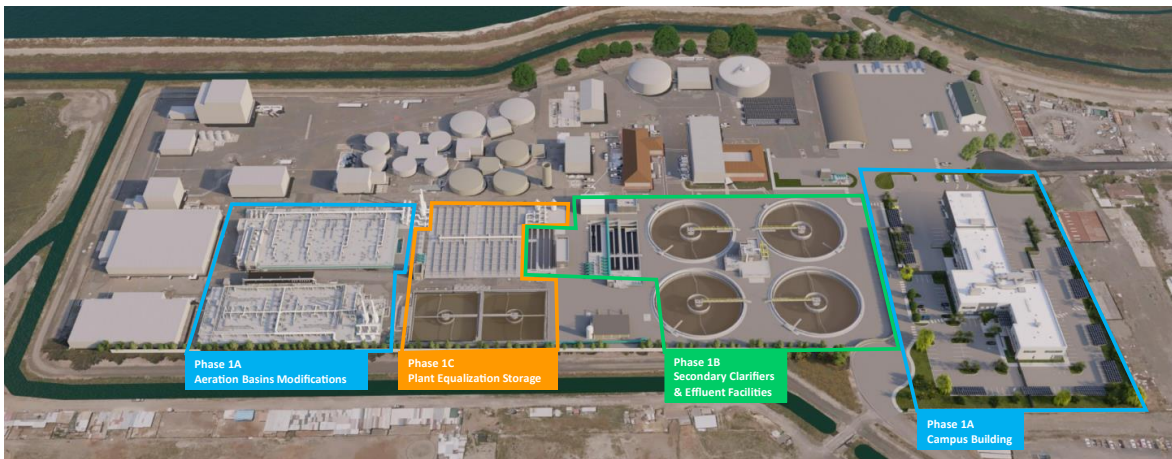 Phase 1A
Aeration Basins Modifications
Phase 1C
Plant Equalization Storage
Phase 1B
Secondary Clarifiers
& Effluent Facilities
Phase 1A
Campus Building